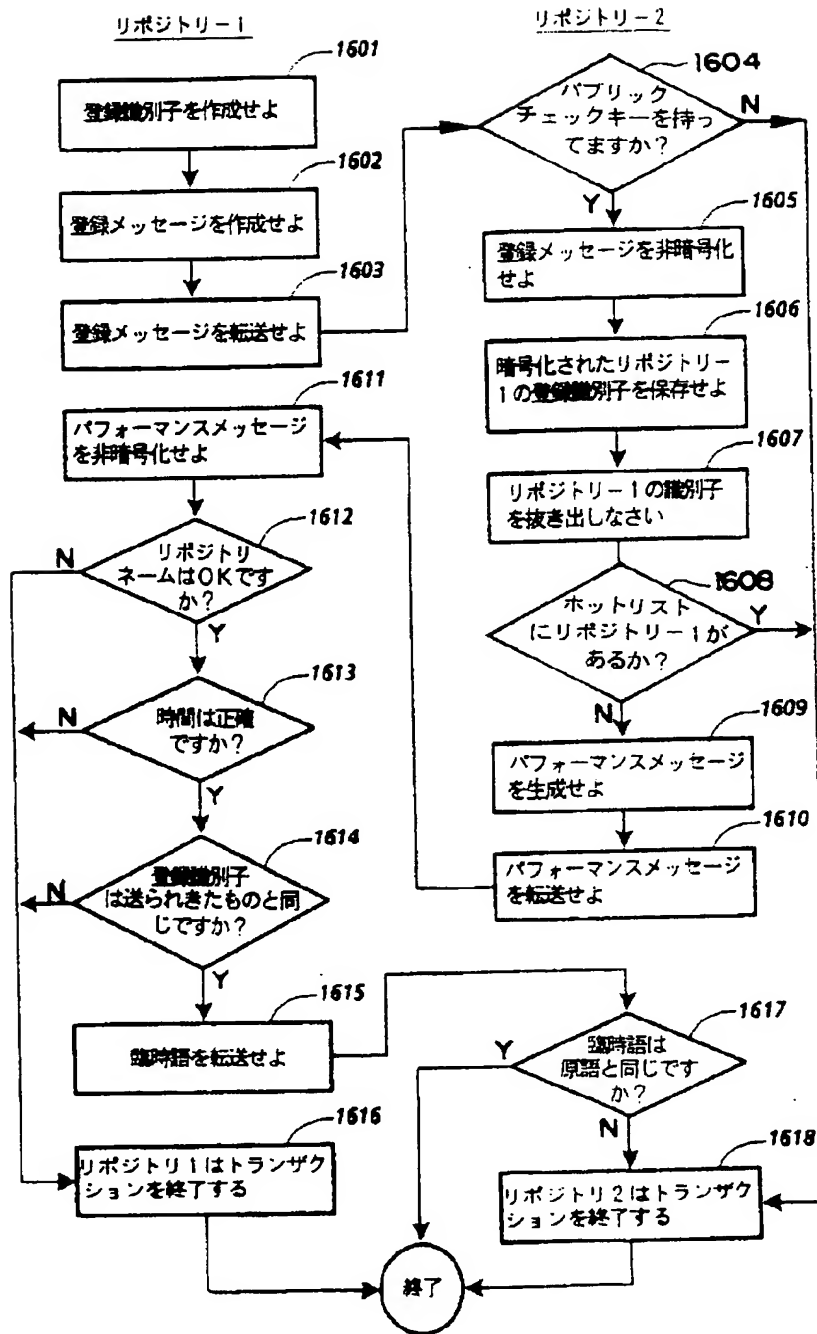 リポジトリー1
1601
登録識別子を作成せよ
1602
登録メッセージを作成せよ
1603
登録メッセージを転送せよ
1611
パフォーマンスメッセージ
を非暗号化せよ
1612
リポジトリ
ネームはOKです
か?
N
Y
1613
時間は正確
ですか?
N
Y
1614
登録識別子
は送られきたものと同
じですか?
N
Y
1615
臨時語を転送せよ
1616
リポジトリ1はトランザク
ションを終了する
リポジトリー2
1604
パブリック
チェックキーを持っ
てますか?
N
Y
1605
登録メッセージを非暗号化
せよ
1606
暗号化されたリポジトリー
1の登録識別子を保存せよ
1607
リポジトリー1の識別子
を抜き出しなさい
1608
ホットリスト
にリポジトリー1が
あるか?
Y
N
1609
パフォーマンスメッセージ
を生成せよ
1610
パフォーマンスメッセージ
を転送せよ
1617
臨時語は
原語と同じです
か?
Y
N
1618
リポジトリ2はトランザク
ションを終了する
終了